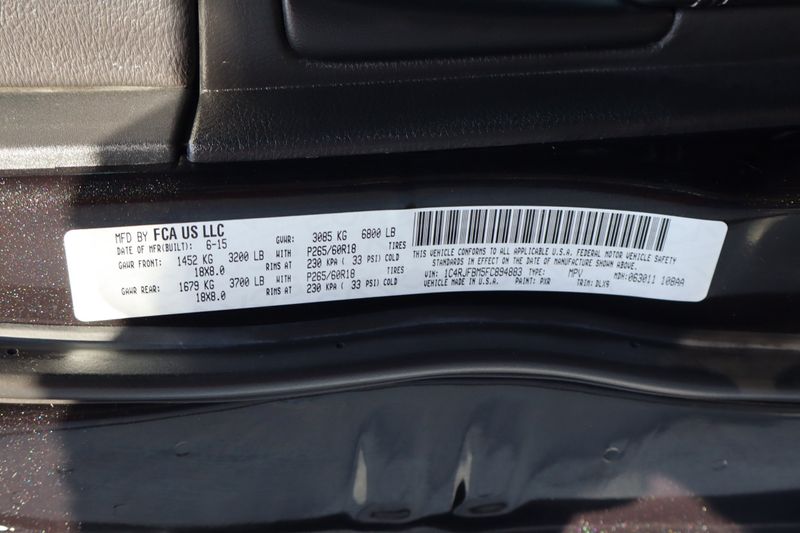 MFD BY FCA US LLC
DATE OF MFR(BUILT): 6-15 GVWR: 3085 KG 6800 LB
GAWR FRONT: 1452 KG 3200 LB WITH P265/60R18 TIRES
18X8.0 RIMS AT 230 KPA ( 33 PSI) COLD
GAWR REAR: 1679 KG 3700 LB WITH P265/60R18 TIRES
18X8.0 RIMS AT 230 KPA ( 33 PSI) COLD
THIS VEHICLE CONFORMS TO ALL APPLICABLE U.S.A. FEDERAL MOTOR VEHICLE SAFETY
STANDARDS IN EFFECT ON THE DATE OF MANUFACTURE SHOWN ABOVE.
VIN: 1C4RJFBM5FC894883 TYPE: MPV MDH: 063011 108AA
VEHICLE MADE IN U.S.A. PAINT: PXR TRIM: DLX9